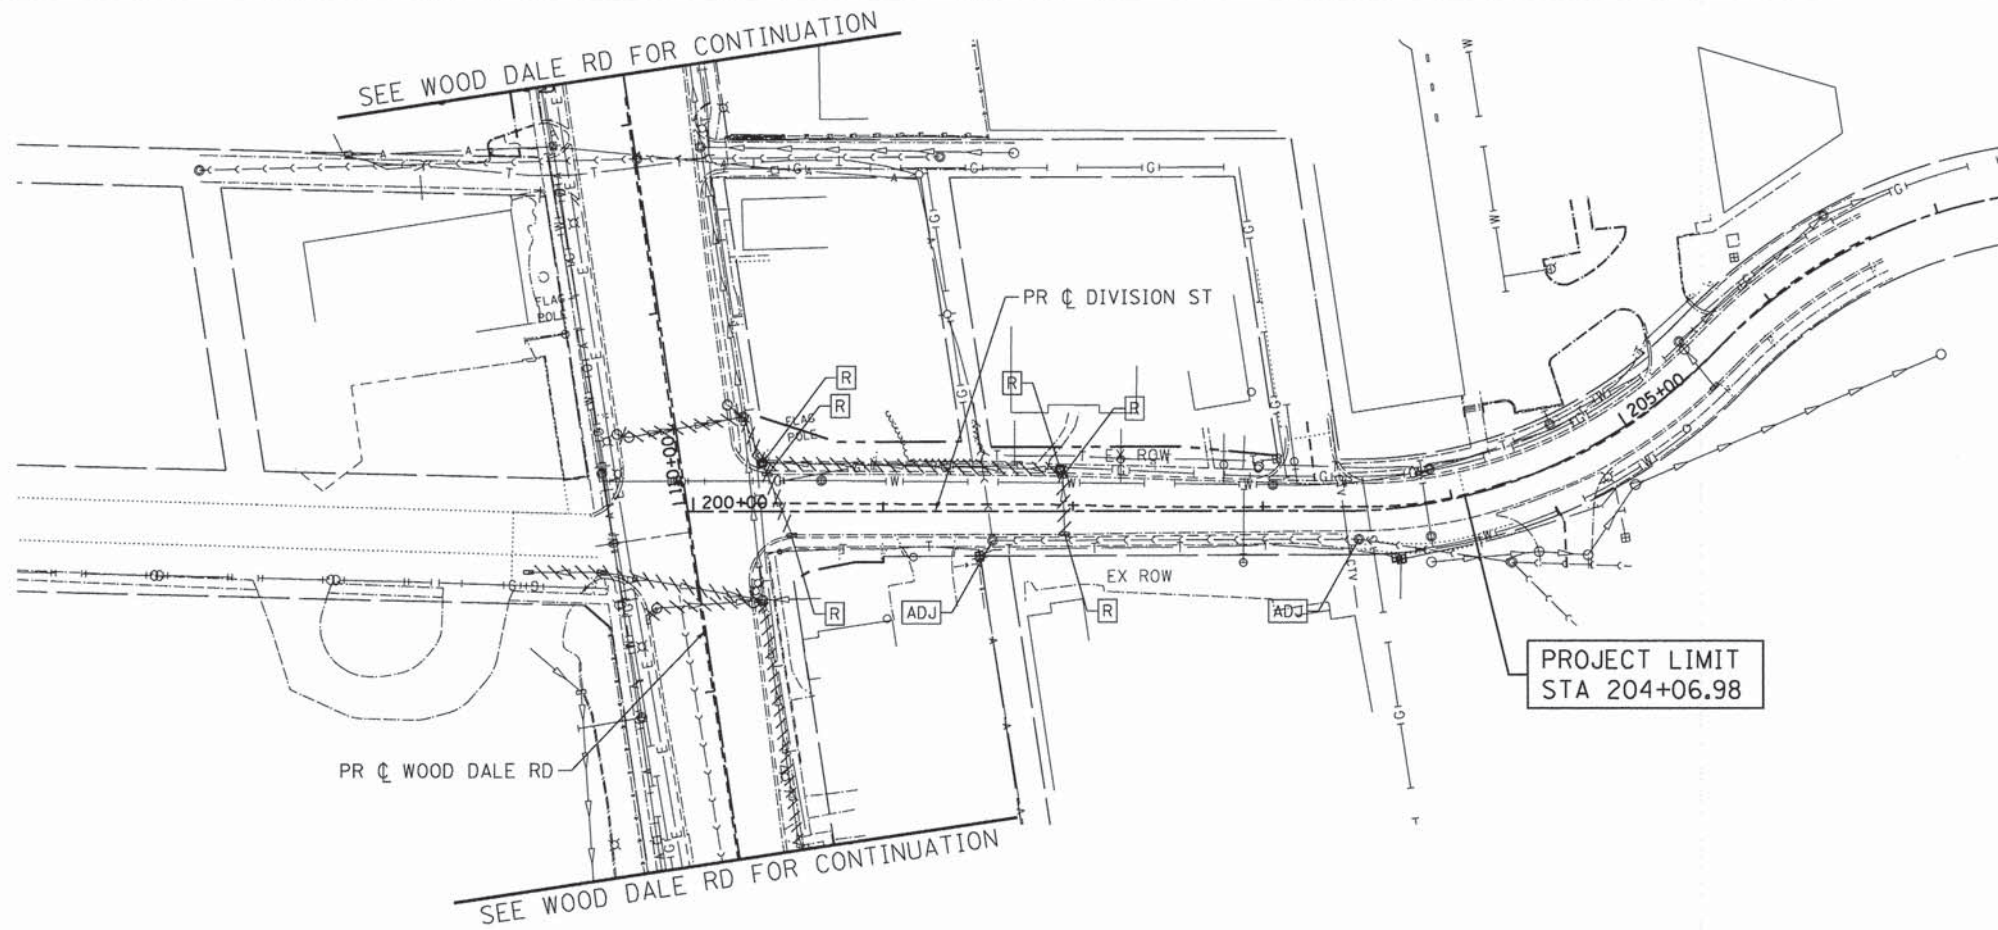 SEE WOOD DALE RD FOR CONTINUATION
FLAG
POLE
PR ℄ DIVISION ST
R
R
R
R
FLAG
POLE
205+00
EX ROW
200+00
EX ROW
R
ADJ
R
ADJ
PROJECT LIMIT
STA 204+06.98
PR ℄ WOOD DALE RD
SEE WOOD DALE RD FOR CONTINUATION